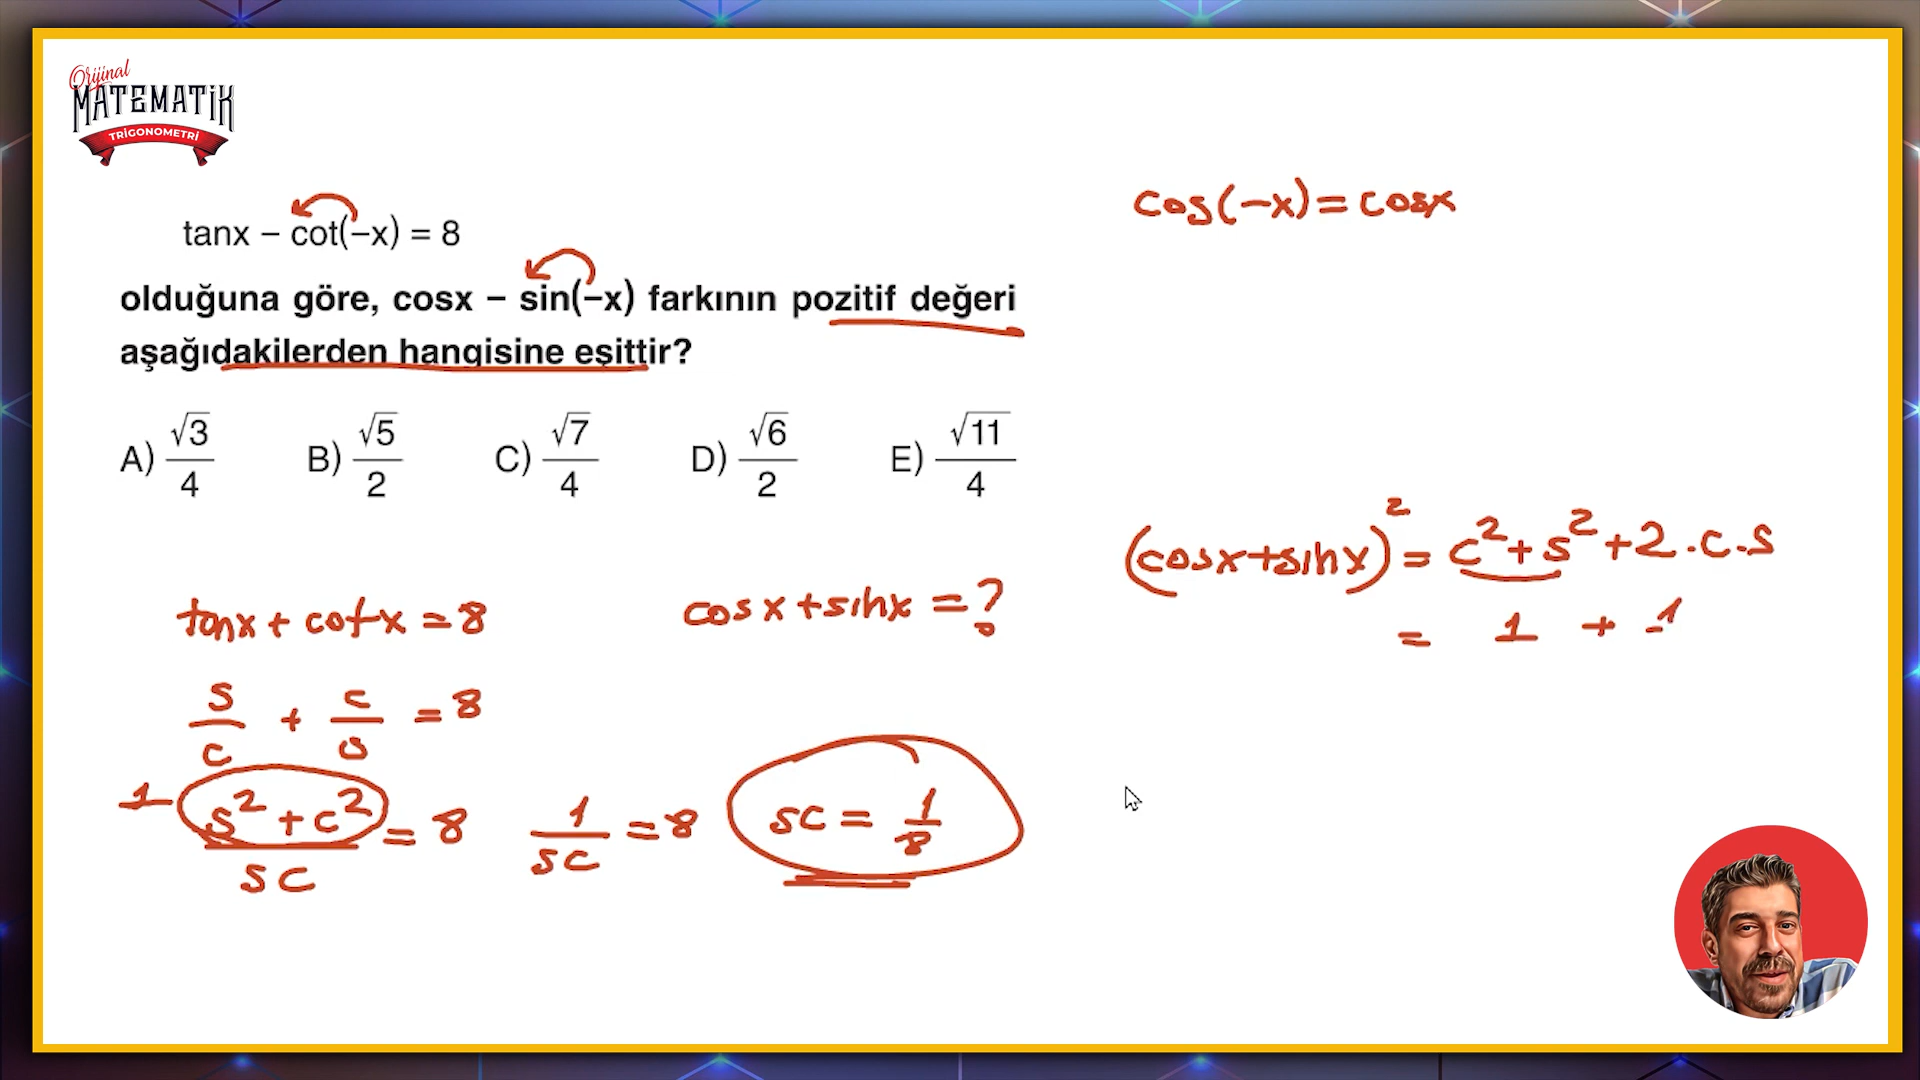 Orijinal
MATEMATİK
TRİGONOMETRİ
tanx − cot(−x) = 8
olduğuna göre, cosx − sin(−x) farkının pozitif değeri
aşağıdakilerden hangisine eşittir?
A) √3/4 B) √5/2 C) √7/4 D) √6/2 E) √11/4
tanx + cotx = 8
s/c + c/s = 8
1
s² + c²/sc = 8
1/sc = 8
sc = 1/8
cosx + sinx = ?
cos(−x) = cosx
(cosx + sinx)² = c² + s² + 2·c·s
= 1 + 1